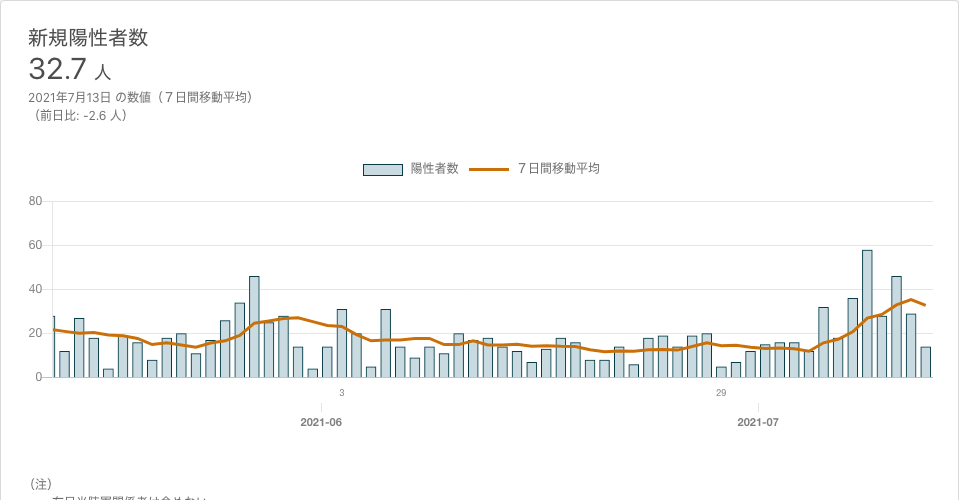 新規陽性者数
32.7 人
2021年7月13日 の数値（７日間移動平均）
（前日比: -2.6 人）
陽性者数 ７日間移動平均
80
60
40
20
0
3 29
2021-06 2021-07
（注）